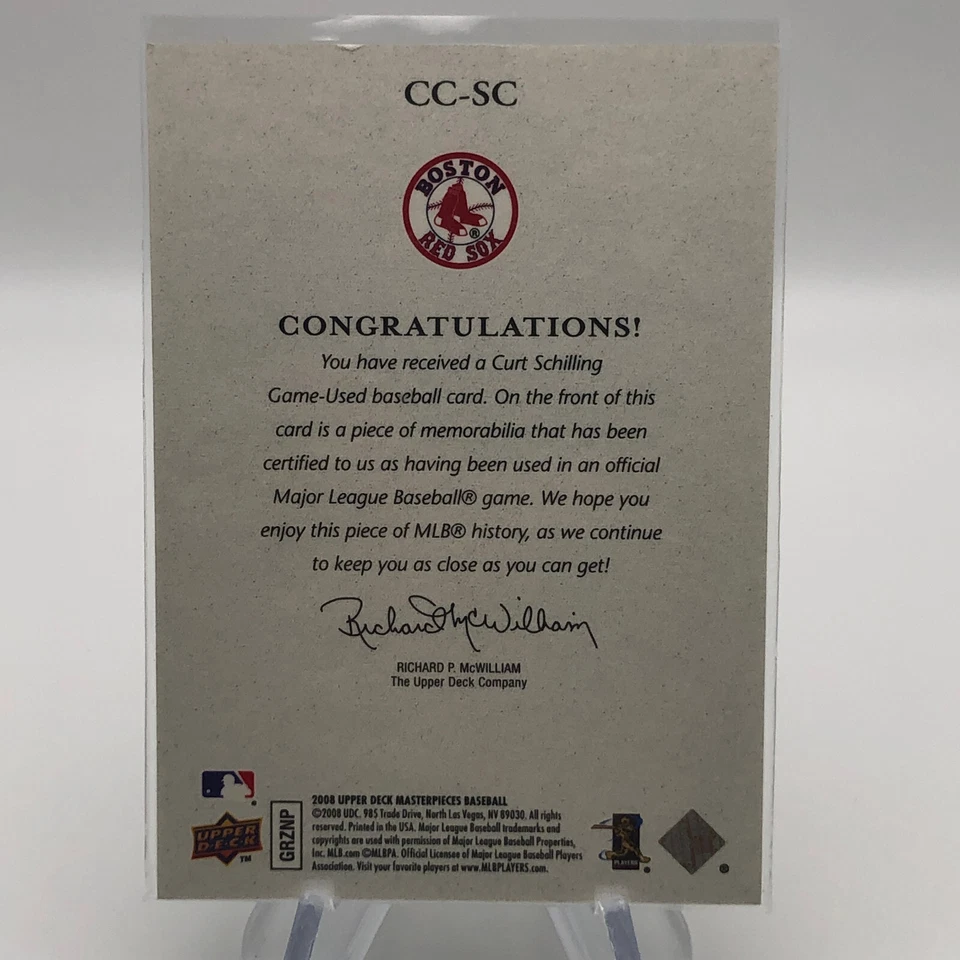 CC-SC
BOSTON
RED SOX
®
CONGRATULATIONS!
You have received a Curt Schilling
Game-Used baseball card. On the front of this
card is a piece of memorabilia that has been
certified to us as having been used in an official
Major League Baseball® game. We hope you
enjoy this piece of MLB® history, as we continue
to keep you as close as you can get!
Richard McWilliam
RICHARD P. McWILLIAM
The Upper Deck Company
UPPER
D·E·C·K
TM
GRZNP
2008 UPPER DECK MASTERPIECES BASEBALL
©2008 UDC. 985 Trade Drive, North Las Vegas, NV 89030. All rights
reserved. Printed in the USA. Major League Baseball trademarks and
copyrights are used with permission of Major League Baseball Properties,
Inc. MLB.com ©MLBPA. Official Licensee of Major League Baseball Players
Association. Visit your favorite players at www.MLBPLAYERS.com.
PLAYERS